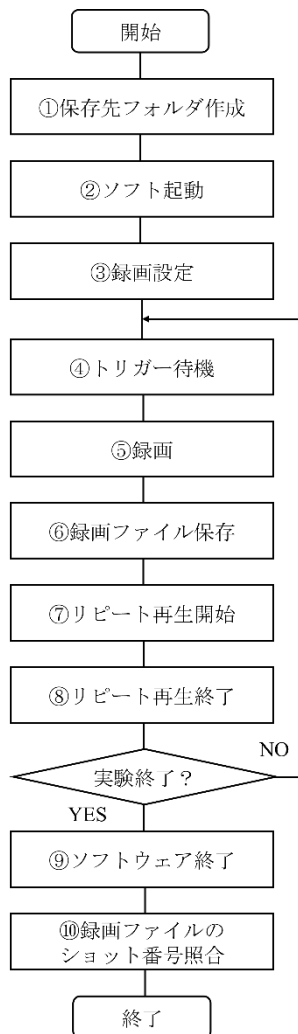 開始
①保存先フォルダ作成
②ソフト起動
③録画設定
④トリガー待機
⑤録画
⑥録画ファイル保存
⑦リピート再生開始
⑧リピート再生終了
実験終了？
NO
YES
⑨ソフトウェア終了
⑩録画ファイルの
ショット番号照合
終了